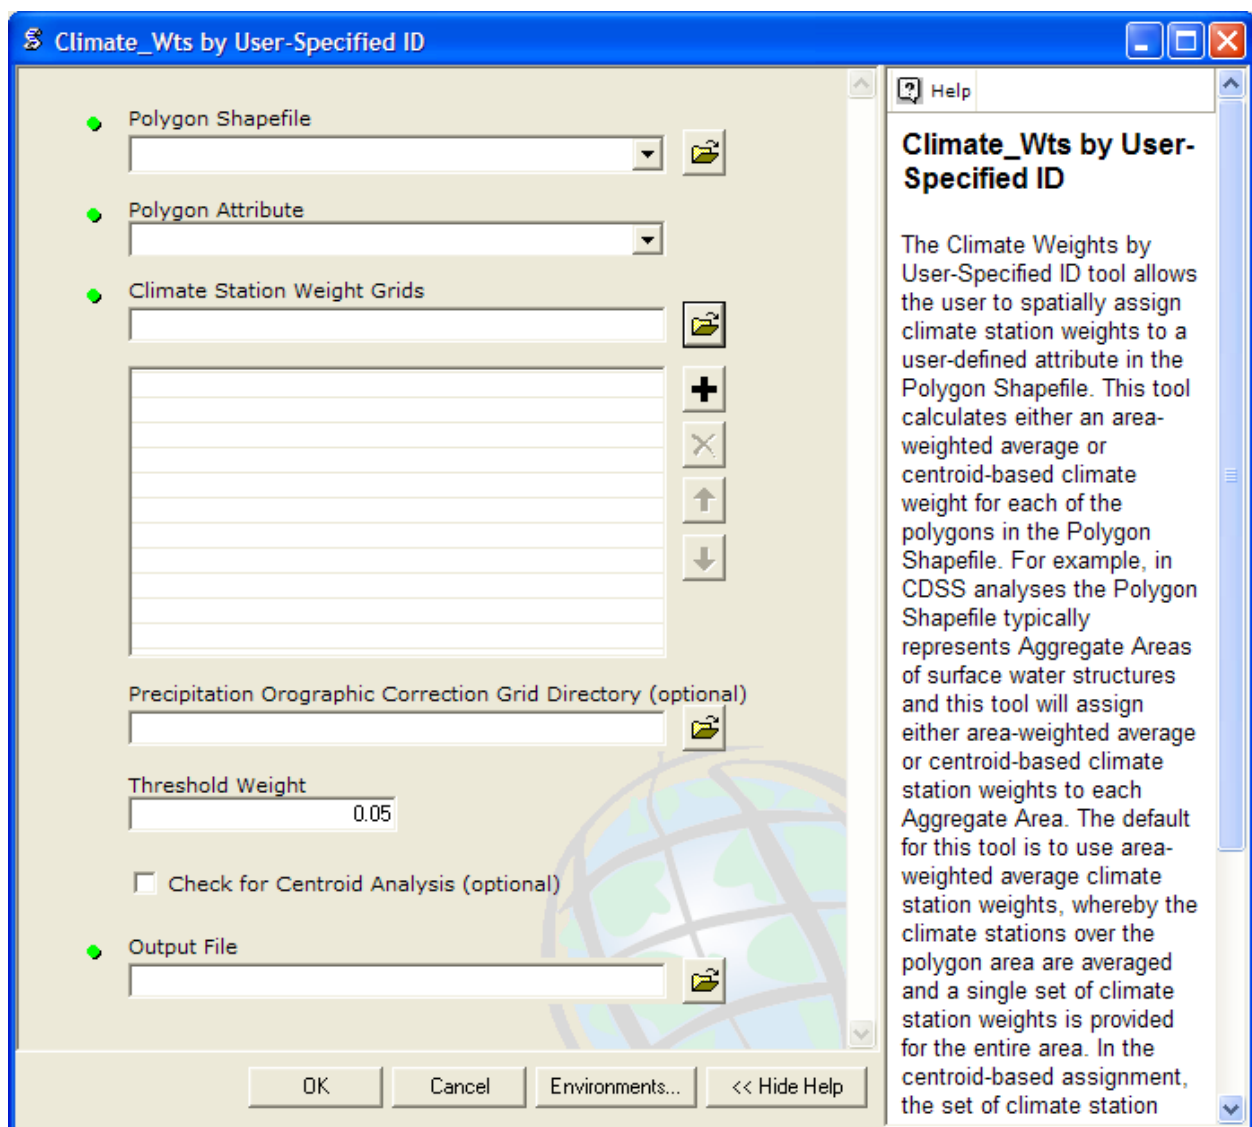 Climate_Wts by User-Specified ID
Polygon Shapefile
Polygon Attribute
Climate Station Weight Grids
Precipitation Orographic Correction Grid Directory (optional)
Threshold Weight
0.05
Check for Centroid Analysis (optional)
Output File
OK
Cancel
Environments...
<< Hide Help
Help
Climate_Wts by User-
Specified ID
The Climate Weights by
User-Specified ID tool allows
the user to spatially assign
climate station weights to a
user-defined attribute in the
Polygon Shapefile. This tool
calculates either an area-
weighted average or
centroid-based climate
weight for each of the
polygons in the Polygon
Shapefile. For example, in
CDSS analyses the Polygon
Shapefile typically
represents Aggregate Areas
of surface water structures
and this tool will assign
either area-weighted average
or centroid-based climate
station weights to each
Aggregate Area. The default
for this tool is to use area-
weighted average climate
station weights, whereby the
climate stations over the
polygon area are averaged
and a single set of climate
station weights is provided
for the entire area. In the
centroid-based assignment,
the set of climate station